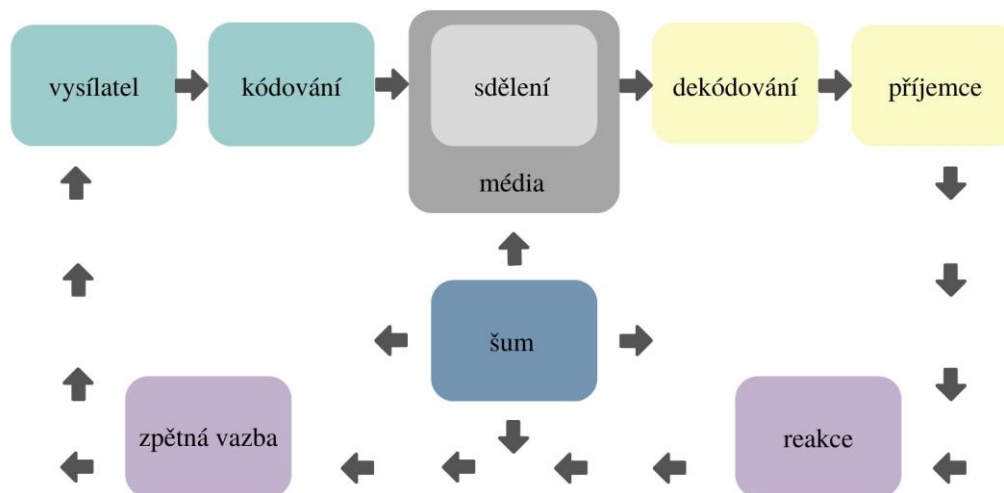 vysílatel
kódování
sdělení
média
dekódování
příjemce
šum
zpětná vazba
reakce